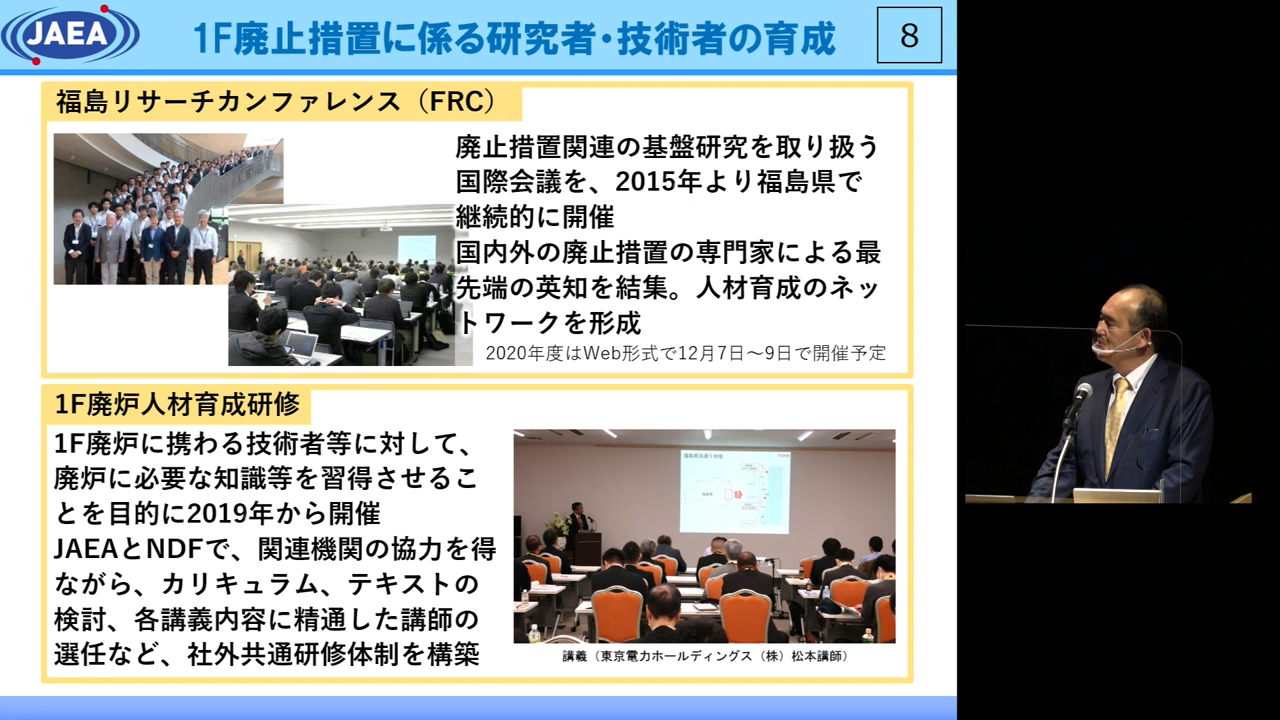 JAEA
1F廃止措置に係る研究者・技術者の育成
8
福島リサーチカンファレンス（FRC）
廃止措置関連の基盤研究を取り扱う
国際会議を、2015年より福島県で
継続的に開催
国内外の廃止措置の専門家による最
先端の英知を結集。人材育成のネッ
トワークを形成
2020年度はWeb形式で12月7日～9日で開催予定
1F廃炉人材育成研修
1F廃炉に携わる技術者等に対して、
廃炉に必要な知識等を習得させるこ
とを目的に2019年から開催
JAEAとNDFで、関連機関の協力を得
ながら、カリキュラム、テキストの
検討、各講義内容に精通した講師の
選任など、社外共通研修体制を構築
福島県浜通り地域
福島県
講義（東京電力ホールディングス（株）松本講師）